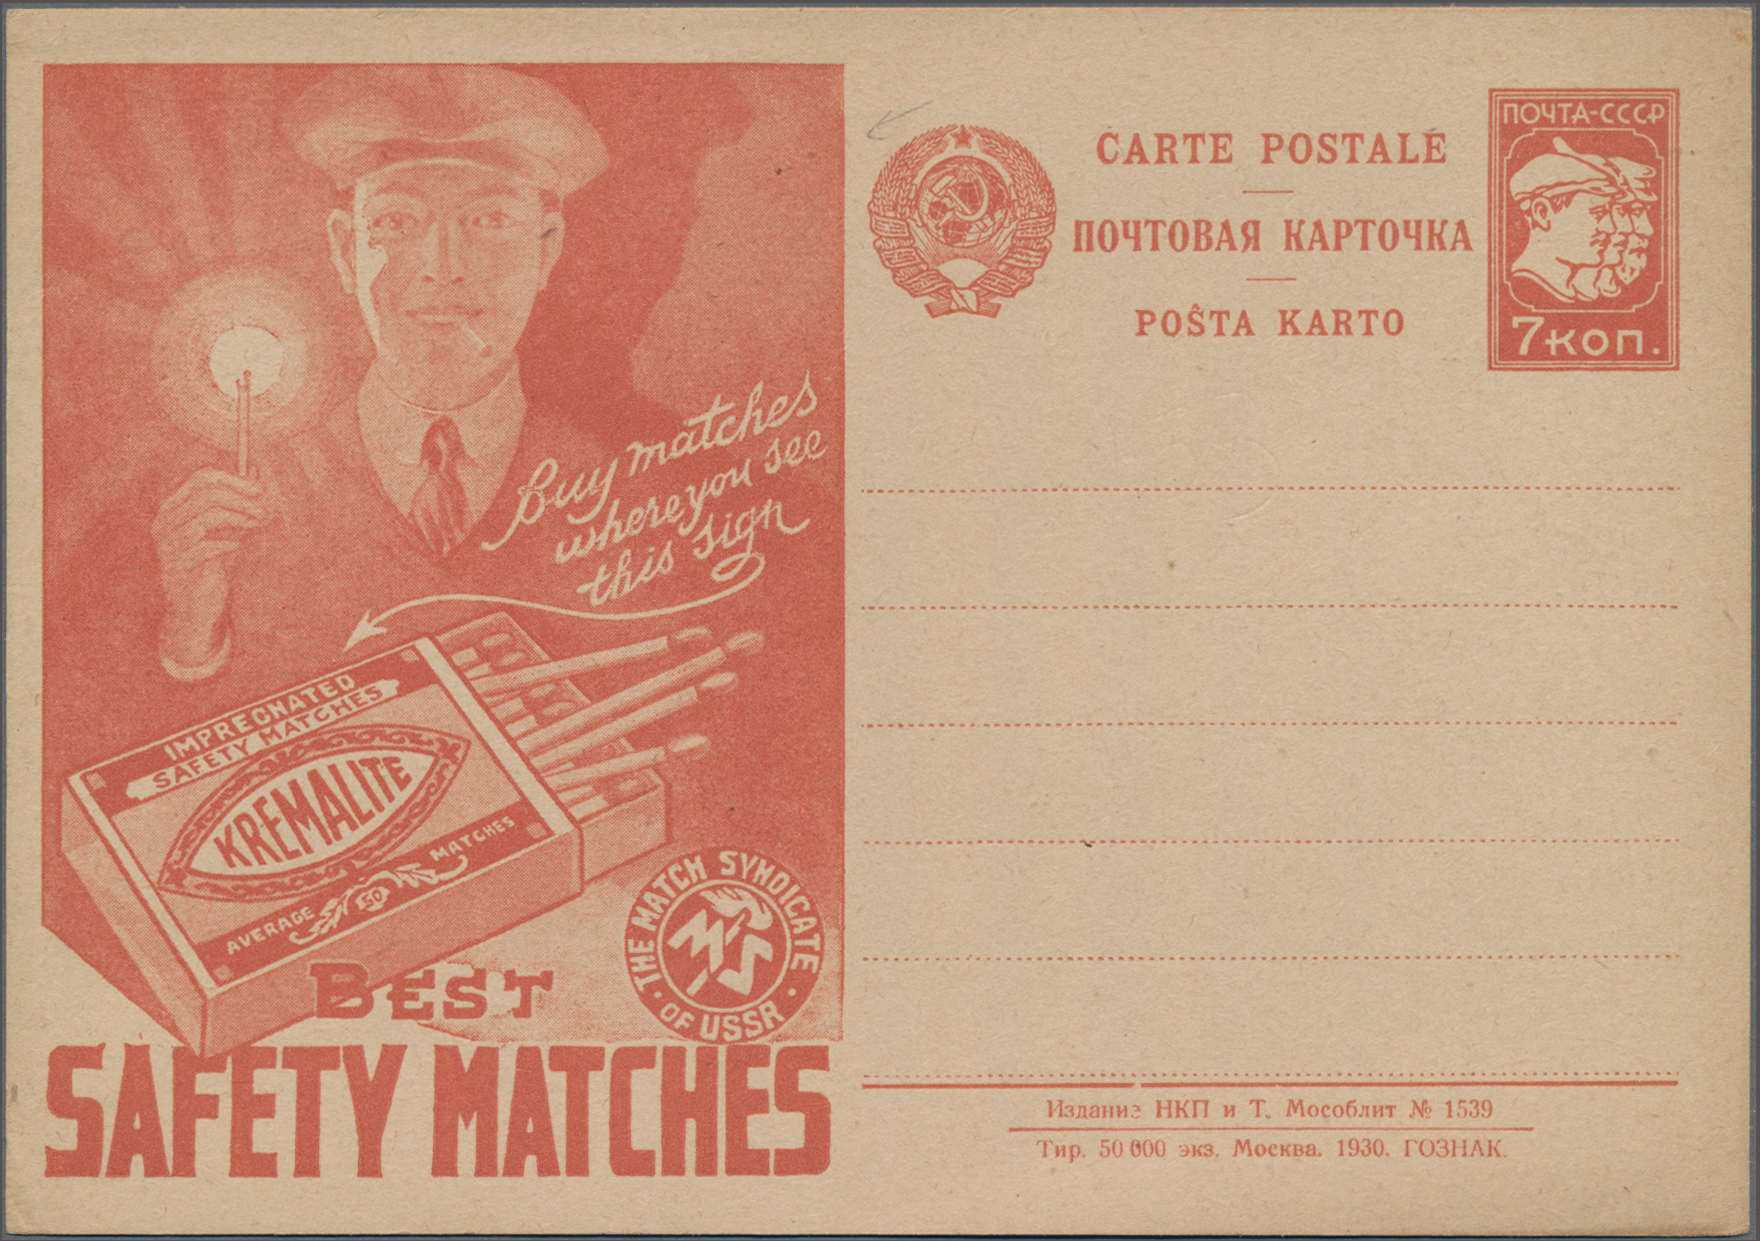 Buy matches
where you see
this sign
IMPREGNATED
SAFETY MATCHES
KREMALITE
AVERAGE 50 MATCHES
THE MATCH SYNDICATE
• OF USSR •
MS
BEST
SAFETY MATCHES
CARTE POSTALE
ПОЧТОВАЯ КАРТОЧКА
POŜTA KARTO
ПОЧТА-СССР
7 коп.
Издание НКП и Т. Мособлит № 1539
Тир. 50 000 экз. Москва. 1930. ГОЗНАК.